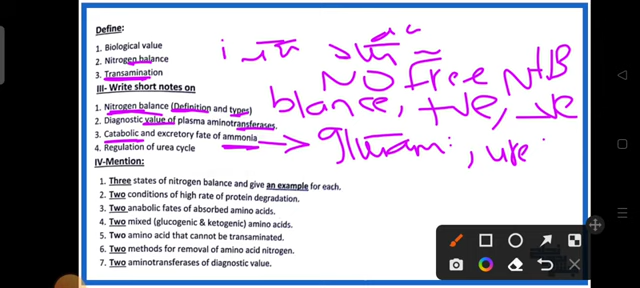 Define:
1. Biological value
2. Nitrogen balance
3. Transamination
III- Write short notes on
1. Nitrogen balance (Definition and types)
2. Diagnostic value of plasma aminotransferases.
3. Catabolic and excretory fate of ammonia
4. Regulation of urea cycle
IV-Mention:
1. Three states of nitrogen balance and give an example for each.
2. Two conditions of high rate of protein degradation.
3. Two anabolic fates of absorbed amino acids.
4. Two mixed (glucogenic & ketogenic) amino acids.
5. Two amino acid that cannot be transaminated.
6. Two methods for removal of amino acid nitrogen.
7. Two aminotransferases of diagnostic value.
NO free
blance, +ve, -ve